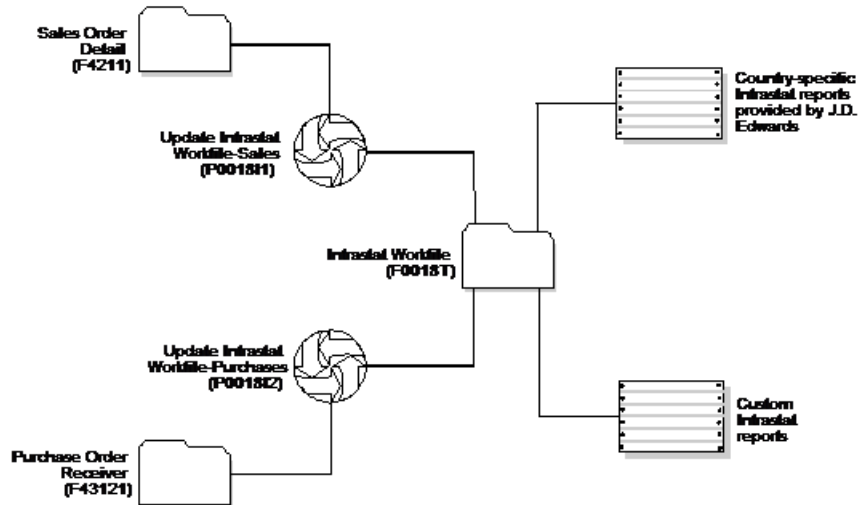 Sales Order
Detail
(F4211)
Update Intrastat
Workfile-Sales
(P0018I1)
Country-specific
Intrastat reports
provided by J.D.
Edwards
Intrastat Workfile
(F0018T)
Update Intrastat
Workfile-Purchases
(P0018I2)
Custom
Intrastat
reports
Purchase Order
Receiver
(F43121)